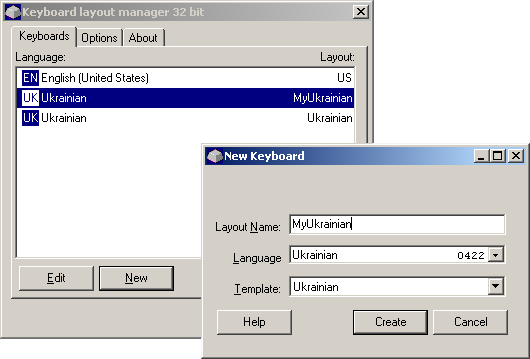 Keyboard layout manager 32 bit
Keyboards Options About
Language: Layout:
EN English (United States) US
UK Ukrainian MyUkrainian
UK Ukrainian Ukrainian
Edit New
New Keyboard
Layout Name: MyUkrainian
Language Ukrainian 0422
Template: Ukrainian
Help Create Cancel